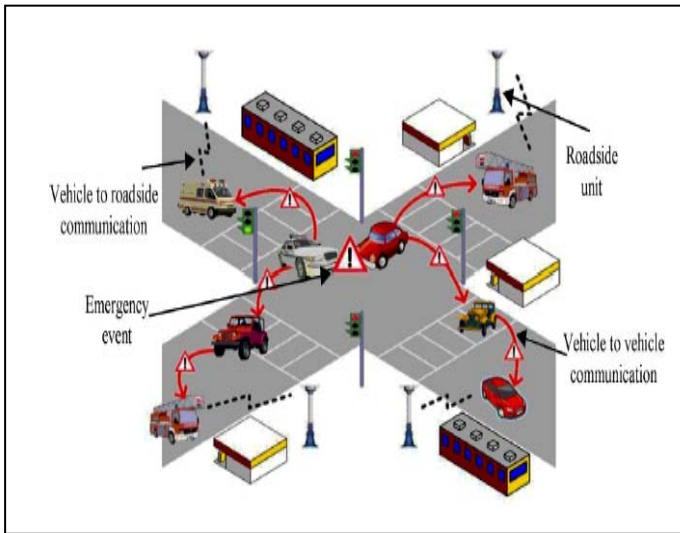 Roadside
unit
Vehicle to roadside
communication
Emergency
event
Vehicle to vehicle
communication